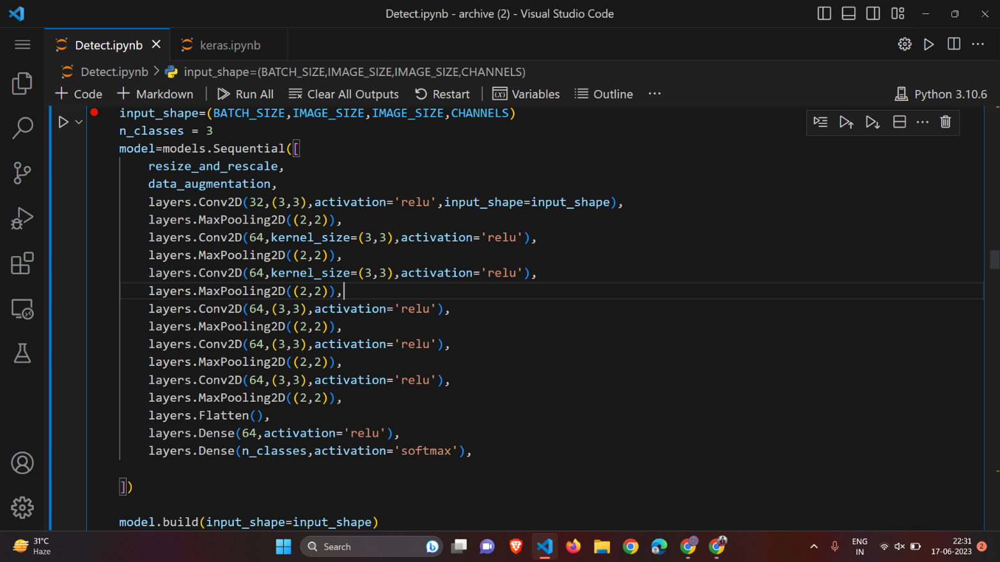 Detect.ipynb - archive (2) - Visual Studio Code
Detect.ipynb keras.ipynb
Detect.ipynb > input_shape=(BATCH_SIZE,IMAGE_SIZE,IMAGE_SIZE,CHANNELS)
+ Code + Markdown Run All Clear All Outputs Restart Variables Outline ... Python 3.10.6
input_shape=(BATCH_SIZE,IMAGE_SIZE,IMAGE_SIZE,CHANNELS)
n_classes = 3
model=models.Sequential([
resize_and_rescale,
data_augmentation,
layers.Conv2D(32,(3,3),activation='relu',input_shape=input_shape),
layers.MaxPooling2D((2,2)),
layers.Conv2D(64,kernel_size=(3,3),activation='relu'),
layers.MaxPooling2D((2,2)),
layers.Conv2D(64,kernel_size=(3,3),activation='relu'),
layers.MaxPooling2D((2,2)),
layers.Conv2D(64,(3,3),activation='relu'),
layers.MaxPooling2D((2,2)),
layers.Conv2D(64,(3,3),activation='relu'),
layers.MaxPooling2D((2,2)),
layers.Conv2D(64,(3,3),activation='relu'),
layers.MaxPooling2D((2,2)),
layers.Flatten(),
layers.Dense(64,activation='relu'),
layers.Dense(n_classes,activation='softmax'),
])
model.build(input_shape=input_shape)
31°C
Haze
Search
ENG
IN
22:31
17-06-2023
2